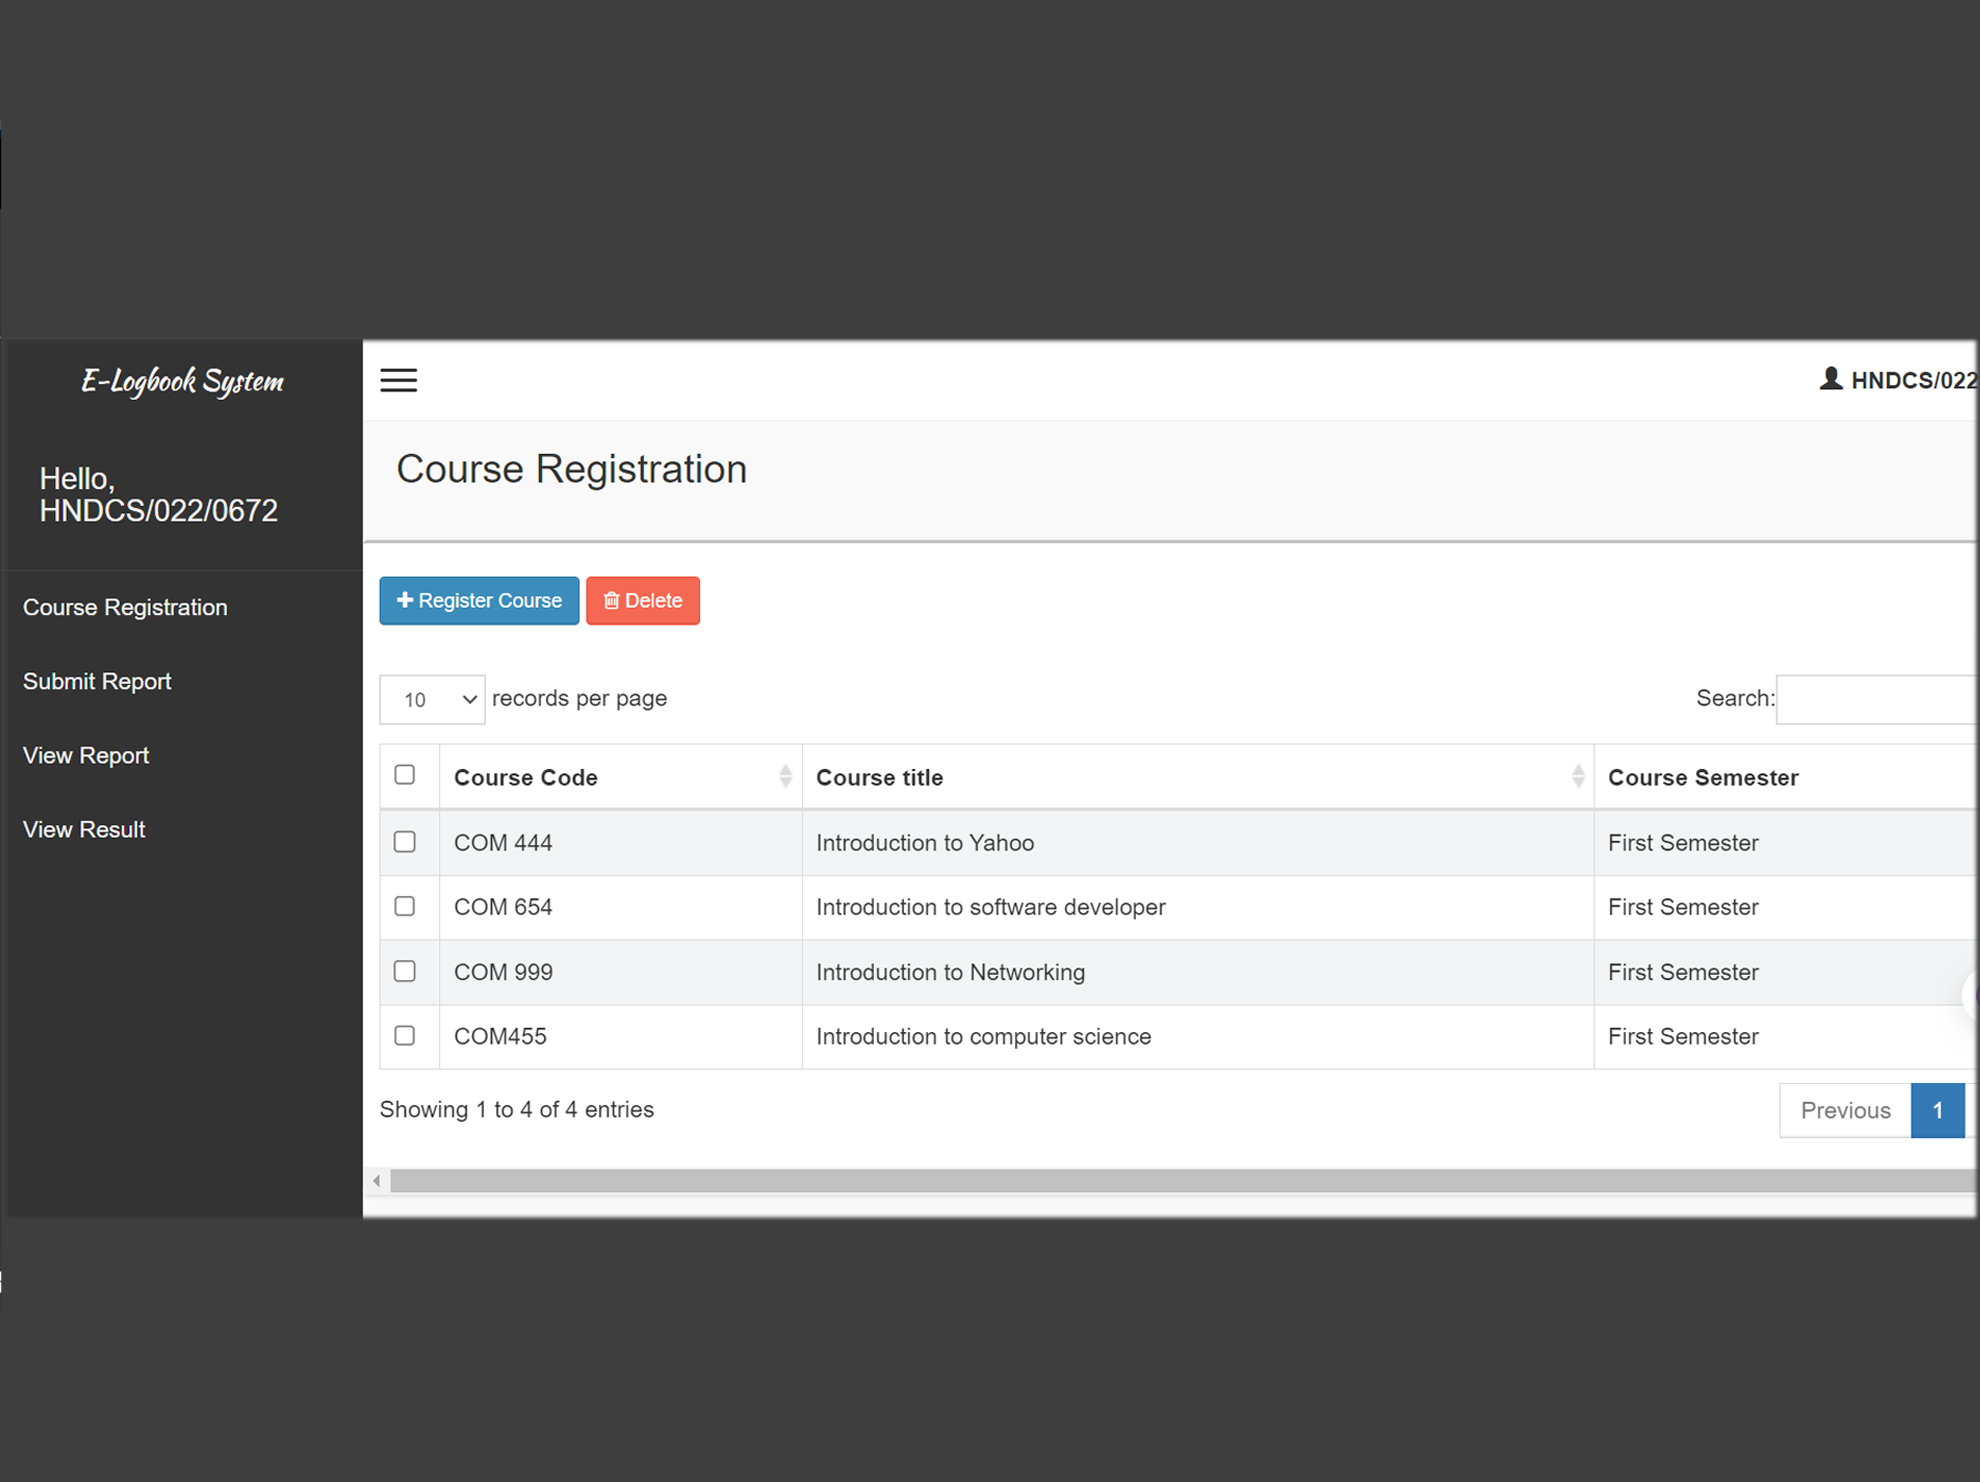 E-Logbook System
HNDCS/022
Hello,
HNDCS/022/0672
Course Registration
Course Registration
Submit Report
View Report
View Result
Register Course
Delete
10 records per page
Search:
Course Code Course title Course Semester
COM 444 Introduction to Yahoo First Semester
COM 654 Introduction to software developer First Semester
COM 999 Introduction to Networking First Semester
COM455 Introduction to computer science First Semester
Showing 1 to 4 of 4 entries
Previous 1